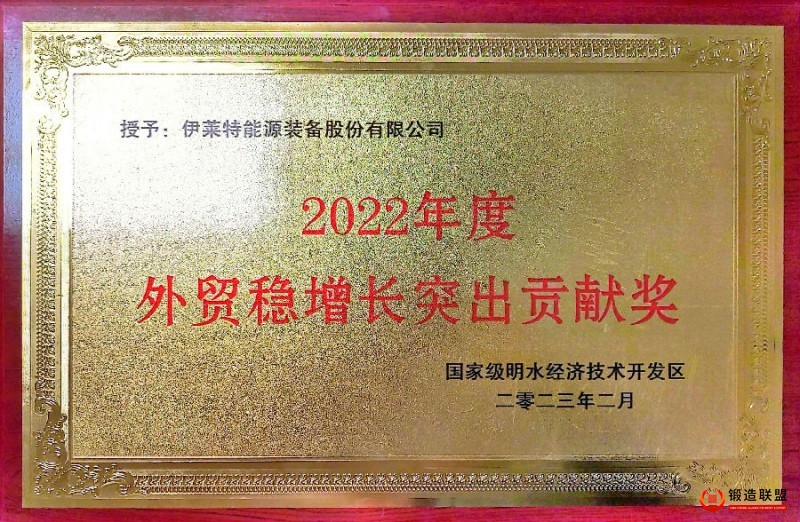 授予：伊莱特能源装备股份有限公司
2022年度
外贸稳增长突出贡献奖
国家级明水经济技术开发区
二零二三年二月
锻造联盟